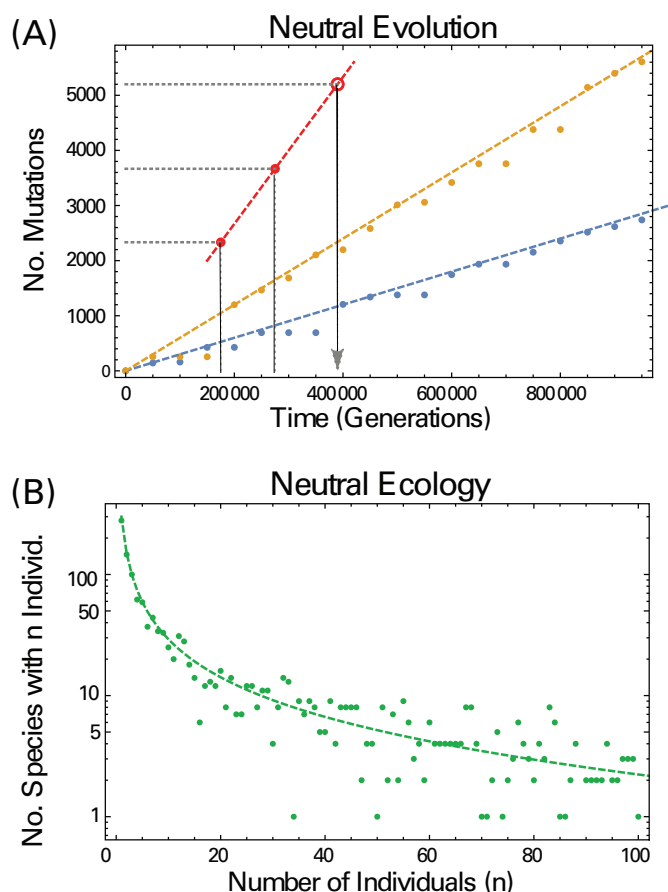 (A)
Neutral Evolution
No. Mutations
5000
4000
3000
2000
1000
0
0
200 000
400 000
600 000
800 000
Time (Generations)
(B)
Neutral Ecology
No. Species with n Individ.
100
50
10
5
1
0
20
40
60
80
100
Number of Individuals (n)